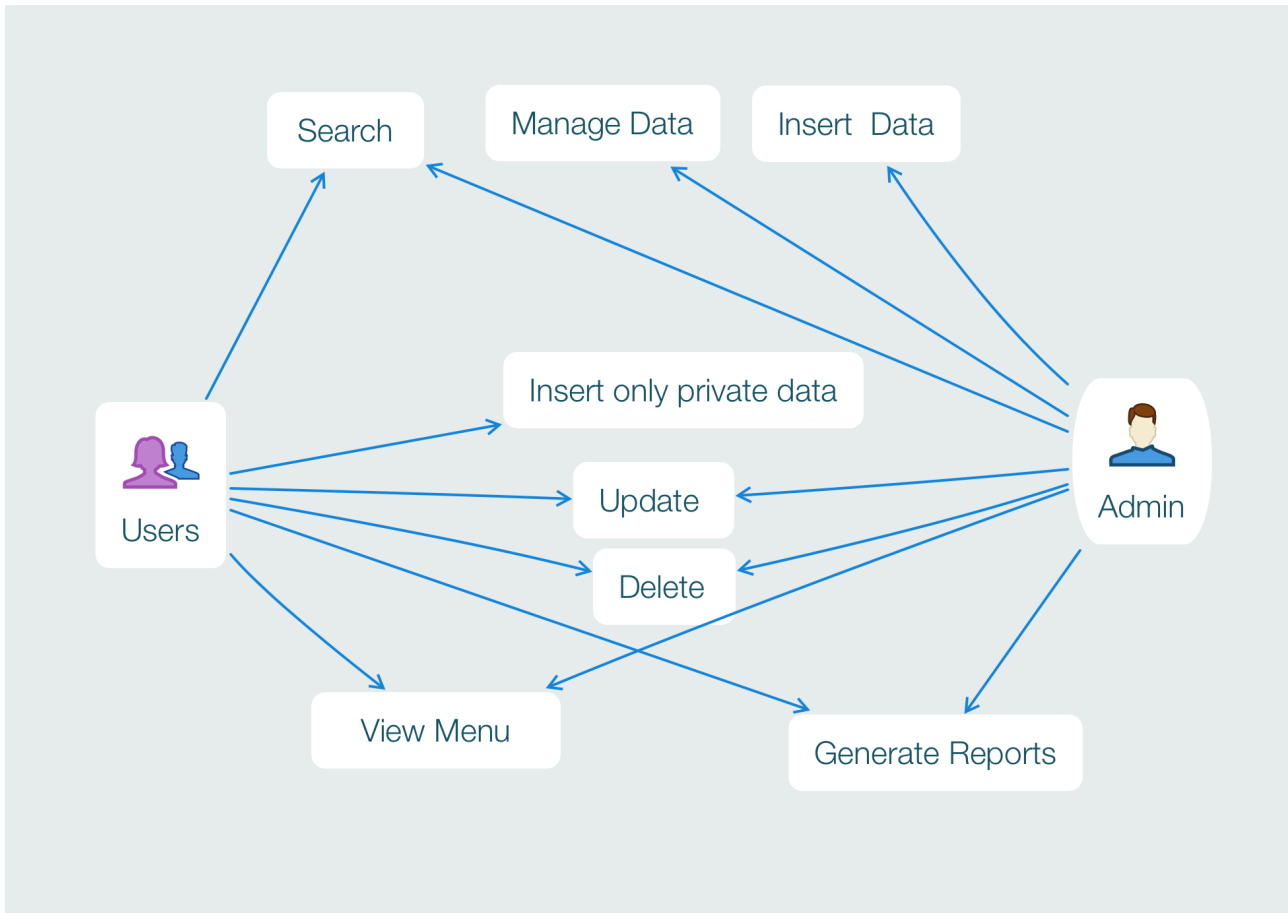 Search
Manage Data
Insert  Data
Insert only private data
Users
Update
Admin
Delete
View Menu
Generate Reports